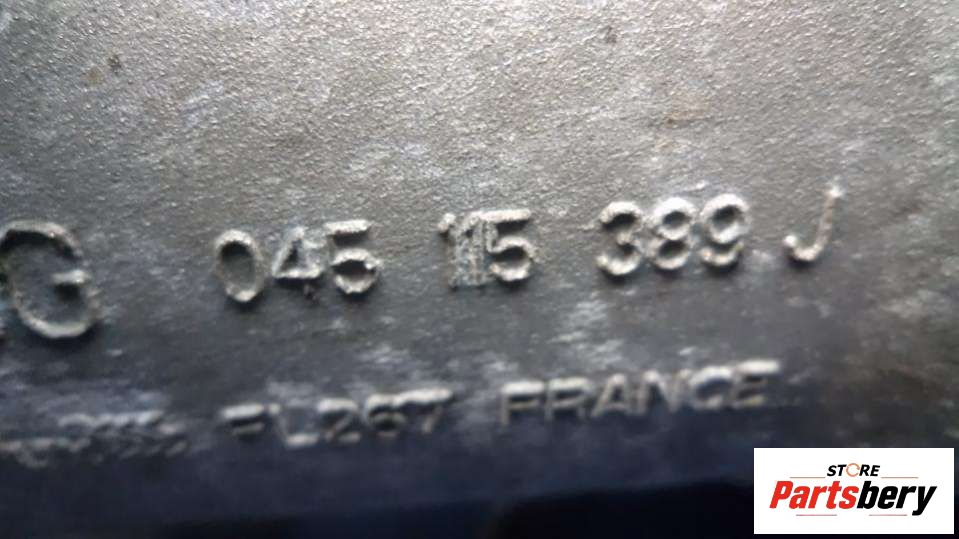 G 045 115 389 J
FL267 FRANCE
STORE
Partsbery